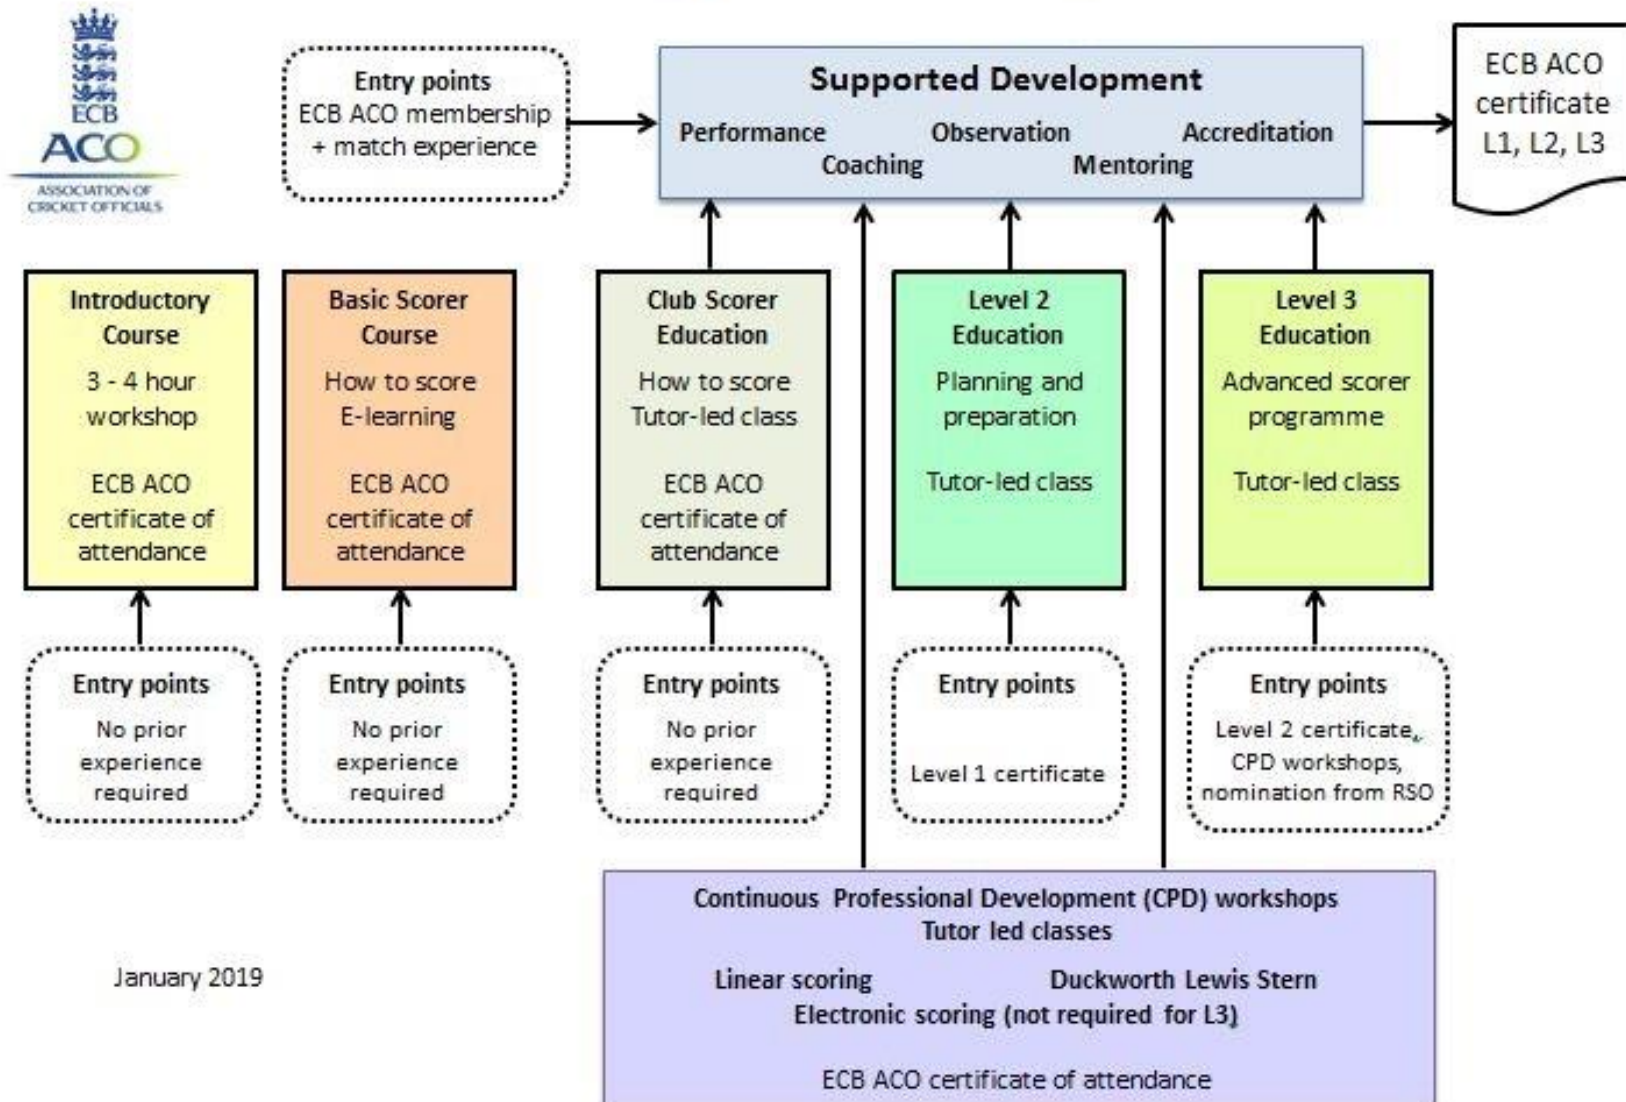 ECB
ACO
ASSOCIATION OF
CRICKET OFFICIALS
Entry points
ECB ACO membership
+ match experience
Supported Development
Performance
Observation
Accreditation
Coaching
Mentoring
ECB ACO
certificate
L1, L2, L3
Introductory
Course
3 - 4 hour
workshop
ECB ACO
certificate of
attendance
Basic Scorer
Course
How to score
E-learning
ECB ACO
certificate of
attendance
Club Scorer
Education
How to score
Tutor-led class
ECB ACO
certificate of
attendance
Level 2
Education
Planning and
preparation
Tutor-led class
Level 3
Education
Advanced scorer
programme
Tutor-led class
Entry points
No prior
experience
required
Entry points
No prior
experience
required
Entry points
No prior
experience
required
Entry points
Level 1 certificate
Entry points
Level 2 certificate,
CPD workshops,
nomination from RSO
Continuous Professional Development (CPD) workshops
Tutor led classes
Linear scoring
Duckworth Lewis Stern
Electronic scoring (not required for L3)
ECB ACO certificate of attendance
January 2019